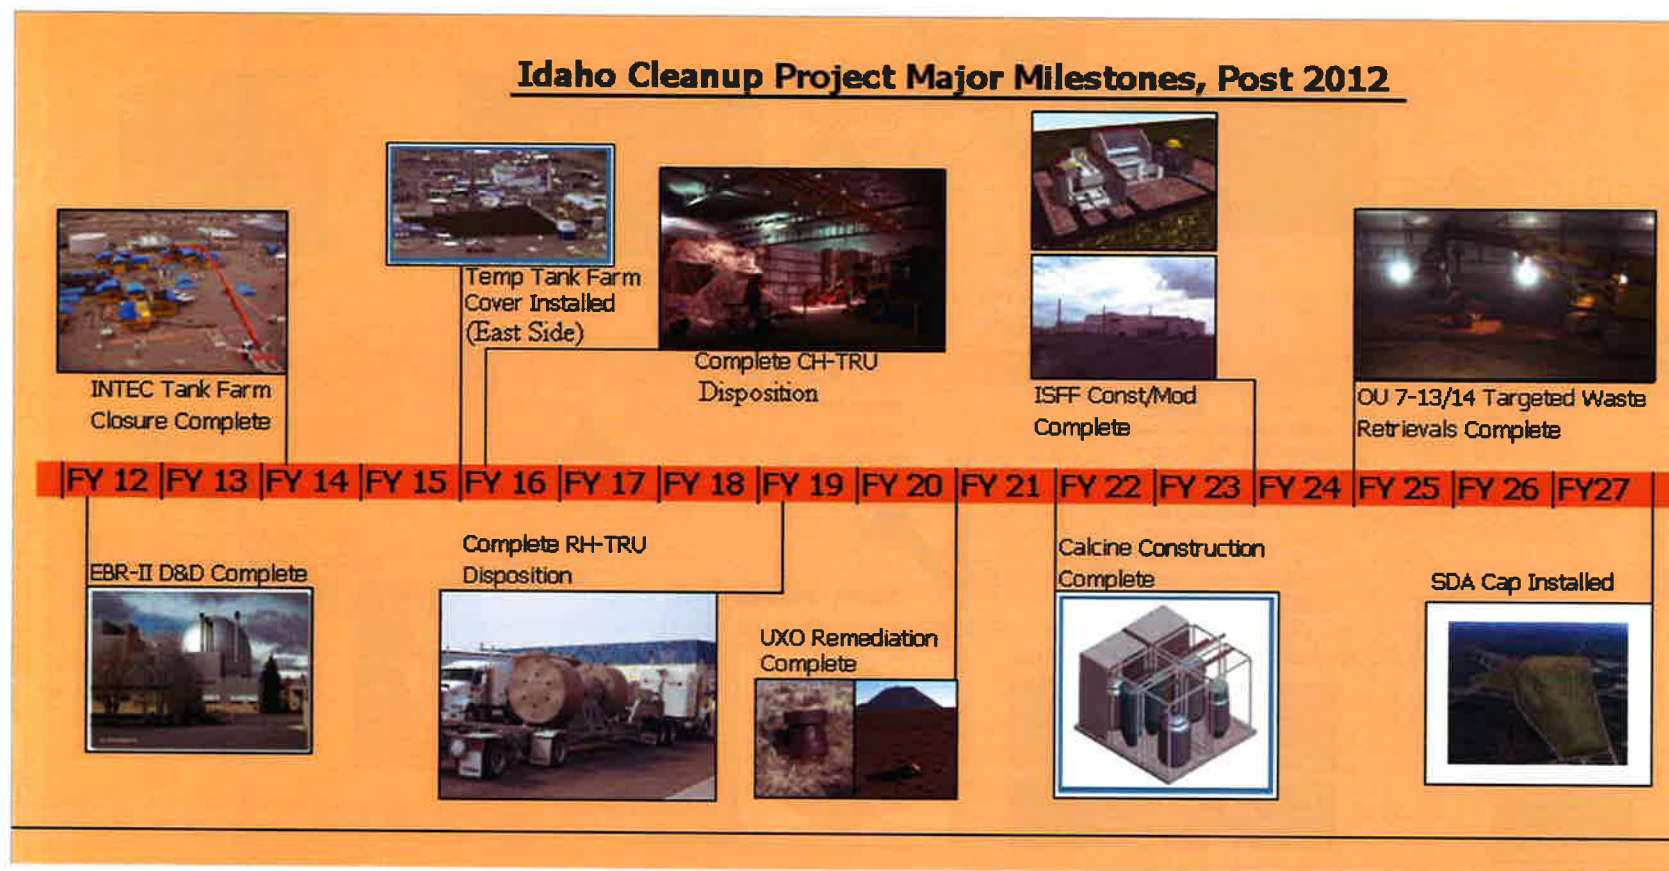 Idaho Cleanup Project Major Milestones, Post 2012
Temp Tank Farm
Cover Installed
(East Side)
Complete CH-TRU
Disposition
INTEC Tank Farm
Closure Complete
ISFF Const/Mod
Complete
OU 7-13/14 Targeted Waste
Retrievals Complete
FY 12 FY 13 FY 14 FY 15 FY 16 FY 17 FY 18 FY 19 FY 20 FY 21 FY 22 FY 23 FY 24 FY 25 FY 26 FY27
EBR-II D&D Complete
Complete RH-TRU
Disposition
UXO Remediation
Complete
Calcine Construction
Complete
SDA Cap Installed